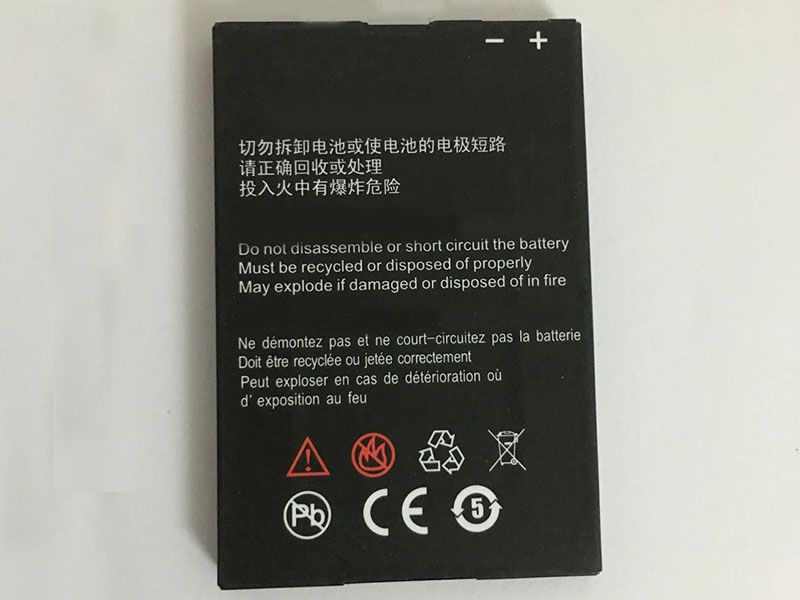 − +
切勿拆卸电池或使电池的电极短路
请正确回收或处理
投入火中有爆炸危险
Do not disassemble or short circuit the battery
Must be recycled or disposed of properly
May explode if damaged or disposed of in fire
Ne démontez pas et ne court-circuitez pas la batterie
Doit être recyclée ou jetée correctement
Peut exploser en cas de détérioration où
d' exposition au feu
Pb CE 5